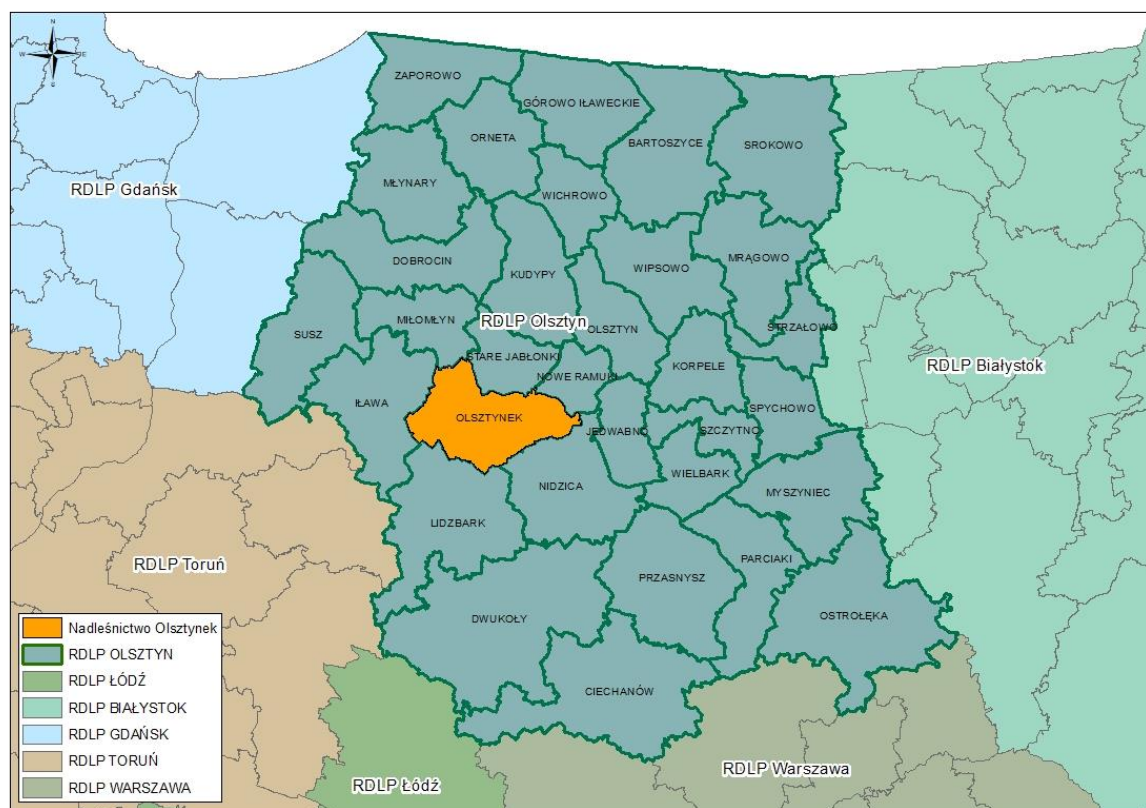 N
W
E
S
ZAPOROWO
GÓROWO IŁAWECKIE
ORNETA
BARTOSZYCE
SROKOWO
RDLP Gdańsk
MŁYNARY
WICHROWO
DOBROCIN
KUDYPY
WIPSOWO
MRĄGOWO
SUSZ
MIŁOMŁYN
RDLP Olsztyn
OLSZTYN
STRZAŁOWO
STARE JABŁONKI
NOWE RAMUKI
KORPELE
RDLP Białystok
IŁAWA
OLSZTYNEK
JEDWABNO
SZCZYTNO
SPYCHOWO
WIELBARK
NIDZICA
MYSZYNIEC
LIDZBARK
RDLP Toruń
PRZASNYSZ
PARCIAKI
DWUKOŁY
OSTROŁĘKA
CIECHANÓW
RDLP Warszawa
RDLP Łódź
Nadleśnictwo Olsztynek
RDLP OLSZTYN
RDLP ŁÓDŹ
RDLP BIAŁYSTOK
RDLP GDAŃSK
RDLP TORUŃ
RDLP WARSZAWA